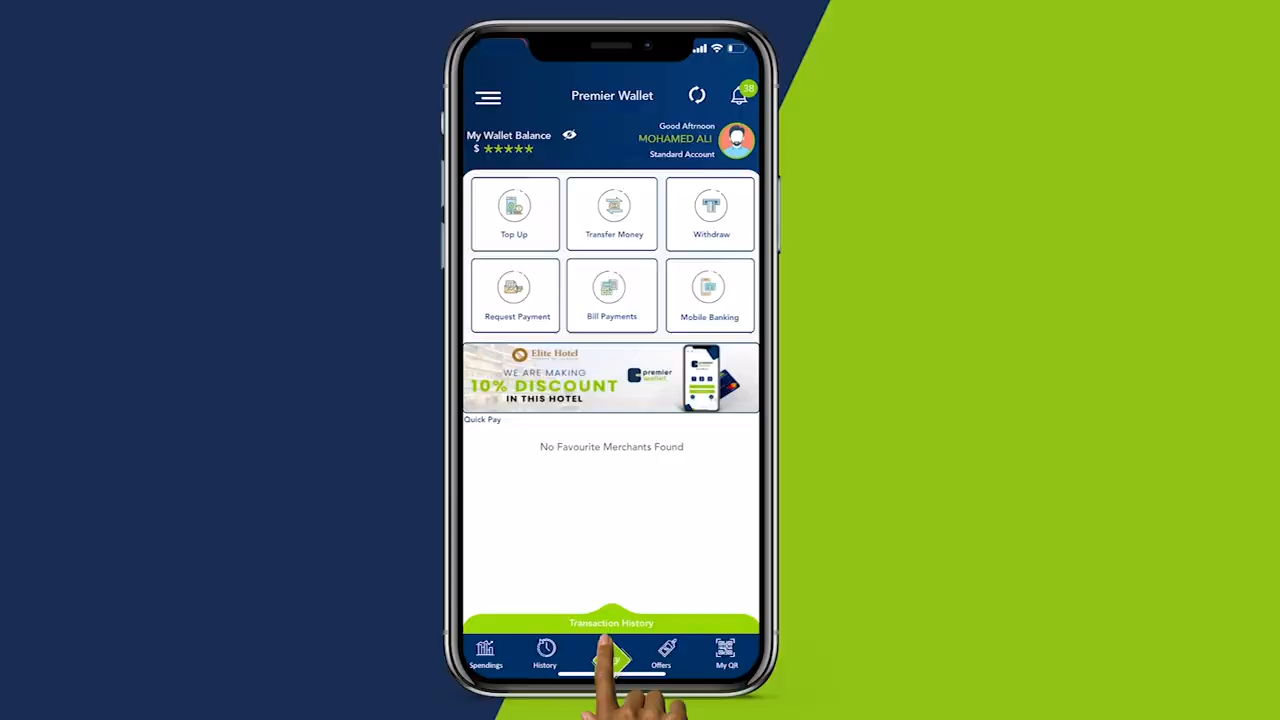 Premier Wallet
38
My Wallet Balance
$ *****
Good Aftrnoon
MOHAMED ALI
Standard Account
Top Up
Transfer Money
Withdraw
Request Payment
Bill Payments
Mobile Banking
Elite Hotel
WE ARE MAKING
10% DISCOUNT
IN THIS HOTEL
premier
wallet
Quick Pay
No Favourite Merchants Found
Transaction History
Spendings
History
Offers
My QR